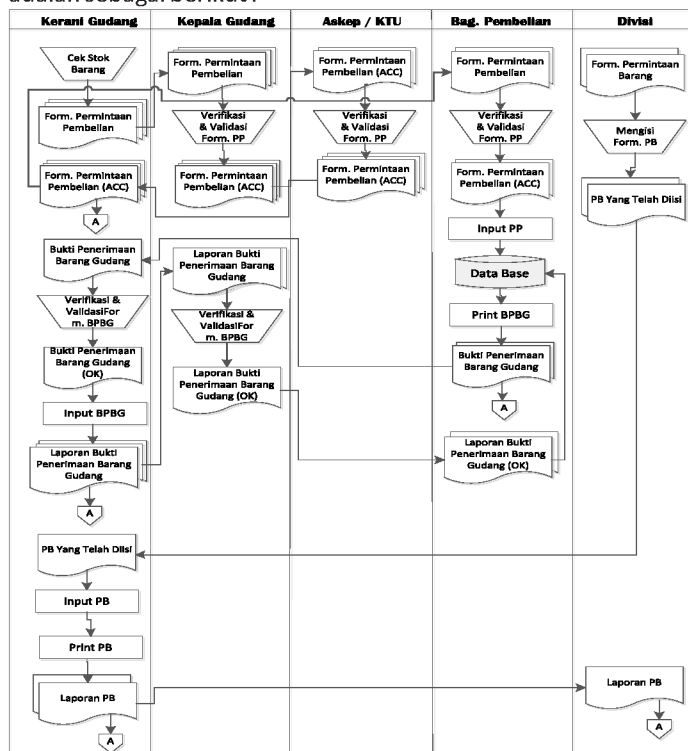 adalah sebagai berikut :
Kerani Gudang
Kepala Gudang
Askep / KTU
Bag. Pembelian
Divisi
Cek Stok
Barang
Form. Permintaan
Pembelian
Form. Permintaan
Pembelian (ACC)
A
Bukti Penerimaan
Barang Gudang
Verifikasi &
ValidasiFor
m. BPBG
Bukti Penerimaan
Barang Gudang
(OK)
Input BPBG
Laporan Bukti
Penerimaan Barang
Gudang
A
PB Yang Telah DIisi
Input PB
Print PB
Laporan PB
A
Form. Permintaan
Pembelian
Verifikasi
& Validasi
Form. PP
Form. Permintaan
Pembelian (ACC)
Laporan Bukti
Penerimaan Barang
Gudang
Verifikasi &
ValidasiFor
m. BPBG
Laporan Bukti
Penerimaan Barang
Gudang (OK)
Form. Permintaan
Pembelian (ACC)
Verifikasi
& Validasi
Form. PP
Form. Permintaan
Pembelian (ACC)
Form. Permintaan
Pembelian
Verifikasi
& Validasi
Form. PP
Form. Permintaan
Pembelian (ACC)
Input PP
Data Base
Print BPBG
Bukti Penerimaan
Barang Gudang
A
Laporan Bukti
Penerimaan Barang
Gudang (OK)
Form. Permintaan
Barang
Mengisi
Form. PB
PB Yang Telah DIisi
Laporan PB
A